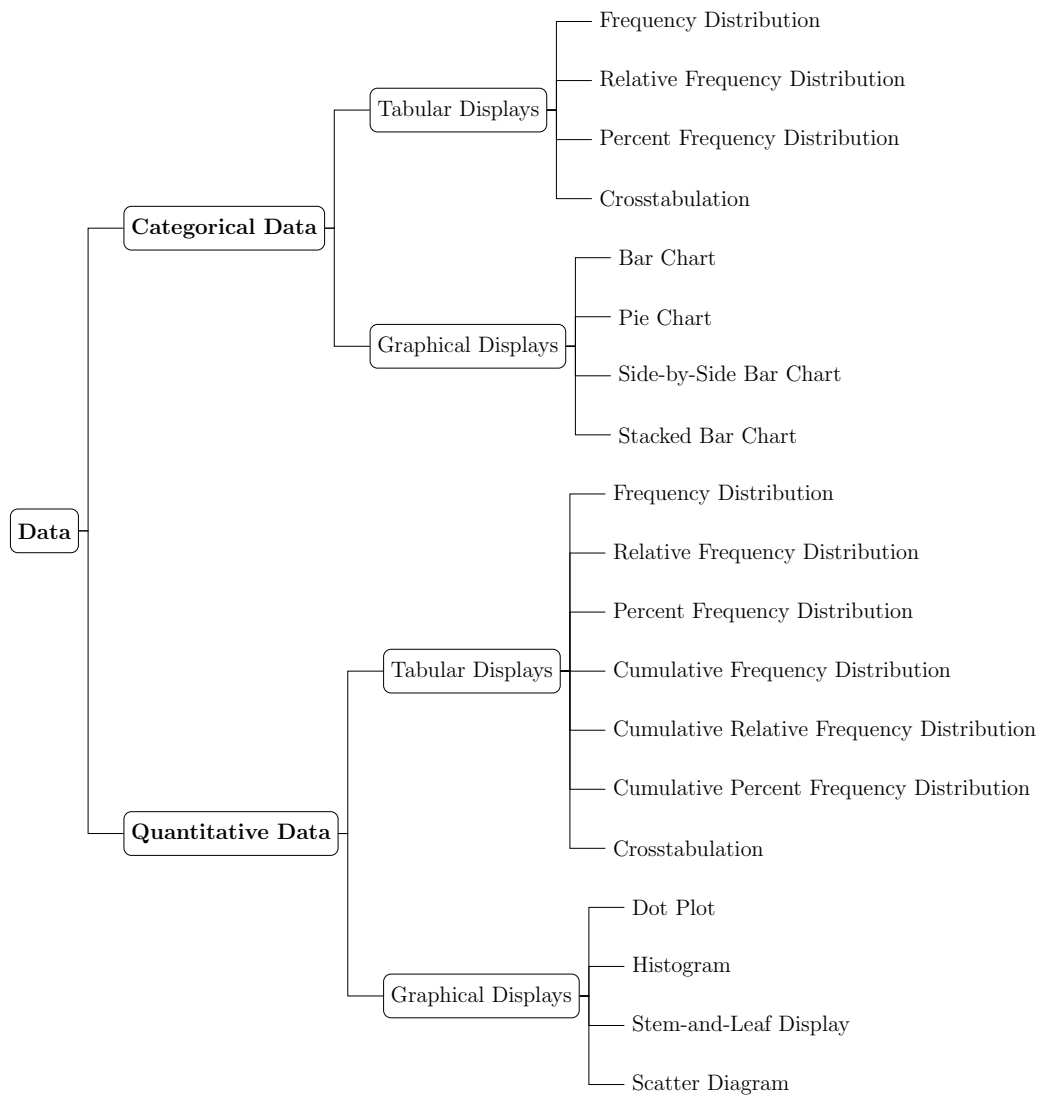 Data
Categorical Data
Tabular Displays
Frequency Distribution
Relative Frequency Distribution
Percent Frequency Distribution
Crosstabulation
Graphical Displays
Bar Chart
Pie Chart
Side-by-Side Bar Chart
Stacked Bar Chart
Quantitative Data
Tabular Displays
Frequency Distribution
Relative Frequency Distribution
Percent Frequency Distribution
Cumulative Frequency Distribution
Cumulative Relative Frequency Distribution
Cumulative Percent Frequency Distribution
Crosstabulation
Graphical Displays
Dot Plot
Histogram
Stem-and-Leaf Display
Scatter Diagram